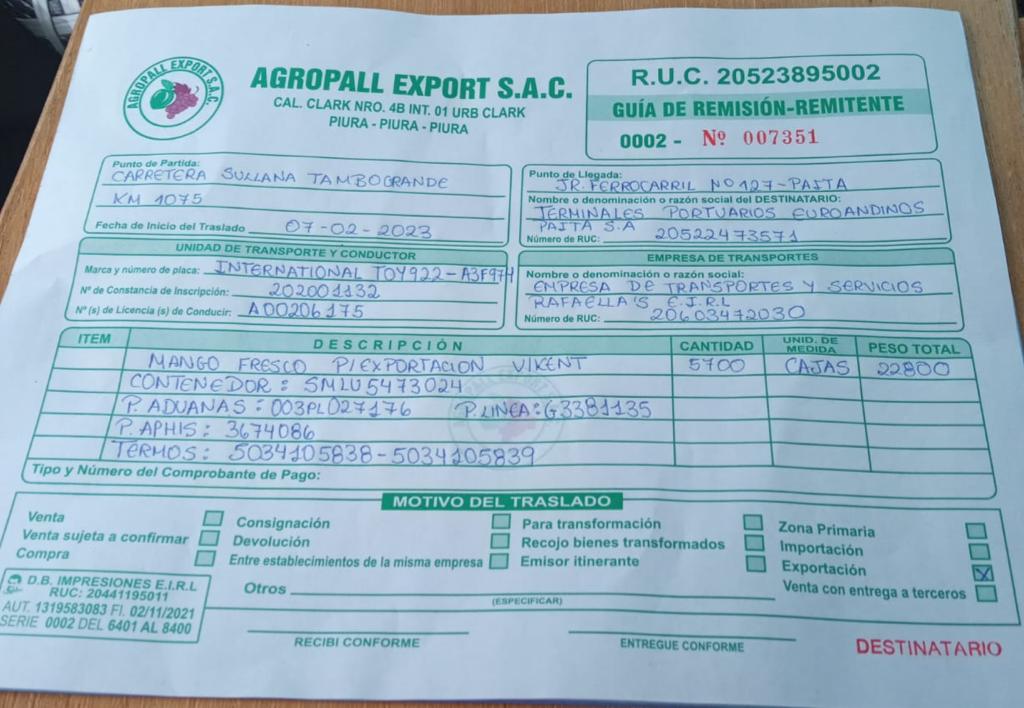 AGROPALL EXPORT S.A.C.
AGROPALL EXPORT S.A.C.
CAL. CLARK NRO. 4B INT. 01 URB CLARK
PIURA - PIURA - PIURA
R.U.C. 20523895002
GUÍA DE REMISIÓN-REMITENTE
0002 - Nº 007351
Punto de Partida:
CARRETERA SULLANA TAMBOGRANDE
KM 1075
Fecha de Inicio del Traslado 07-02-2023
Punto de Llegada:
JR. FERROCARRIL Nº 127-PAITA
Nombre o denominación o razón social del DESTINATARIO:
TERMINALES PORTUARIOS EUROANDINOS
PAITA S.A
Número de RUC: 20522473571
UNIDAD DE TRANSPORTE Y CONDUCTOR
Marca y número de placa: INTERNATIONAL TOY922-A3F974
Nº de Constancia de Inscripción: 202001132
Nº (s) de Licencia (s) de Conducir: A00206175
EMPRESA DE TRANSPORTES
Nombre o denominación o razón social:
EMPRESA DE TRANSPORTES Y SERVICIOS
RAFAELLA'S E.I.R.L
Número de RUC: 20603472030
ITEM DESCRIPCIÓN CANTIDAD UNID. DE MEDIDA PESO TOTAL
MANGO FRESCO P/EXPORTACION VIKENT 5700 CAJAS 22800
CONTENEDOR : SMLU5473024
P. ADUANAS : 003PL027176 P. LINEA : G3381135
P. APHIS : 3674086
TERMOS : 5034105838-5034105839
Tipo y Número del Comprobante de Pago:
MOTIVO DEL TRASLADO
Venta
Venta sujeta a confirmar
Compra
Consignación
Devolución
Entre establecimientos de la misma empresa
Para transformación
Recojo bienes transformados
Emisor itinerante
Zona Primaria
Importación
Exportación X
Venta con entrega a terceros
Otros
(ESPECIFICAR)
D.B. IMPRESIONES E.I.R.L
RUC: 20441195011
AUT. 1319583083 FI. 02/11/2021
SERIE 0002 DEL 6401 AL 8400
RECIBI CONFORME
ENTREGUE CONFORME
DESTINATARIO